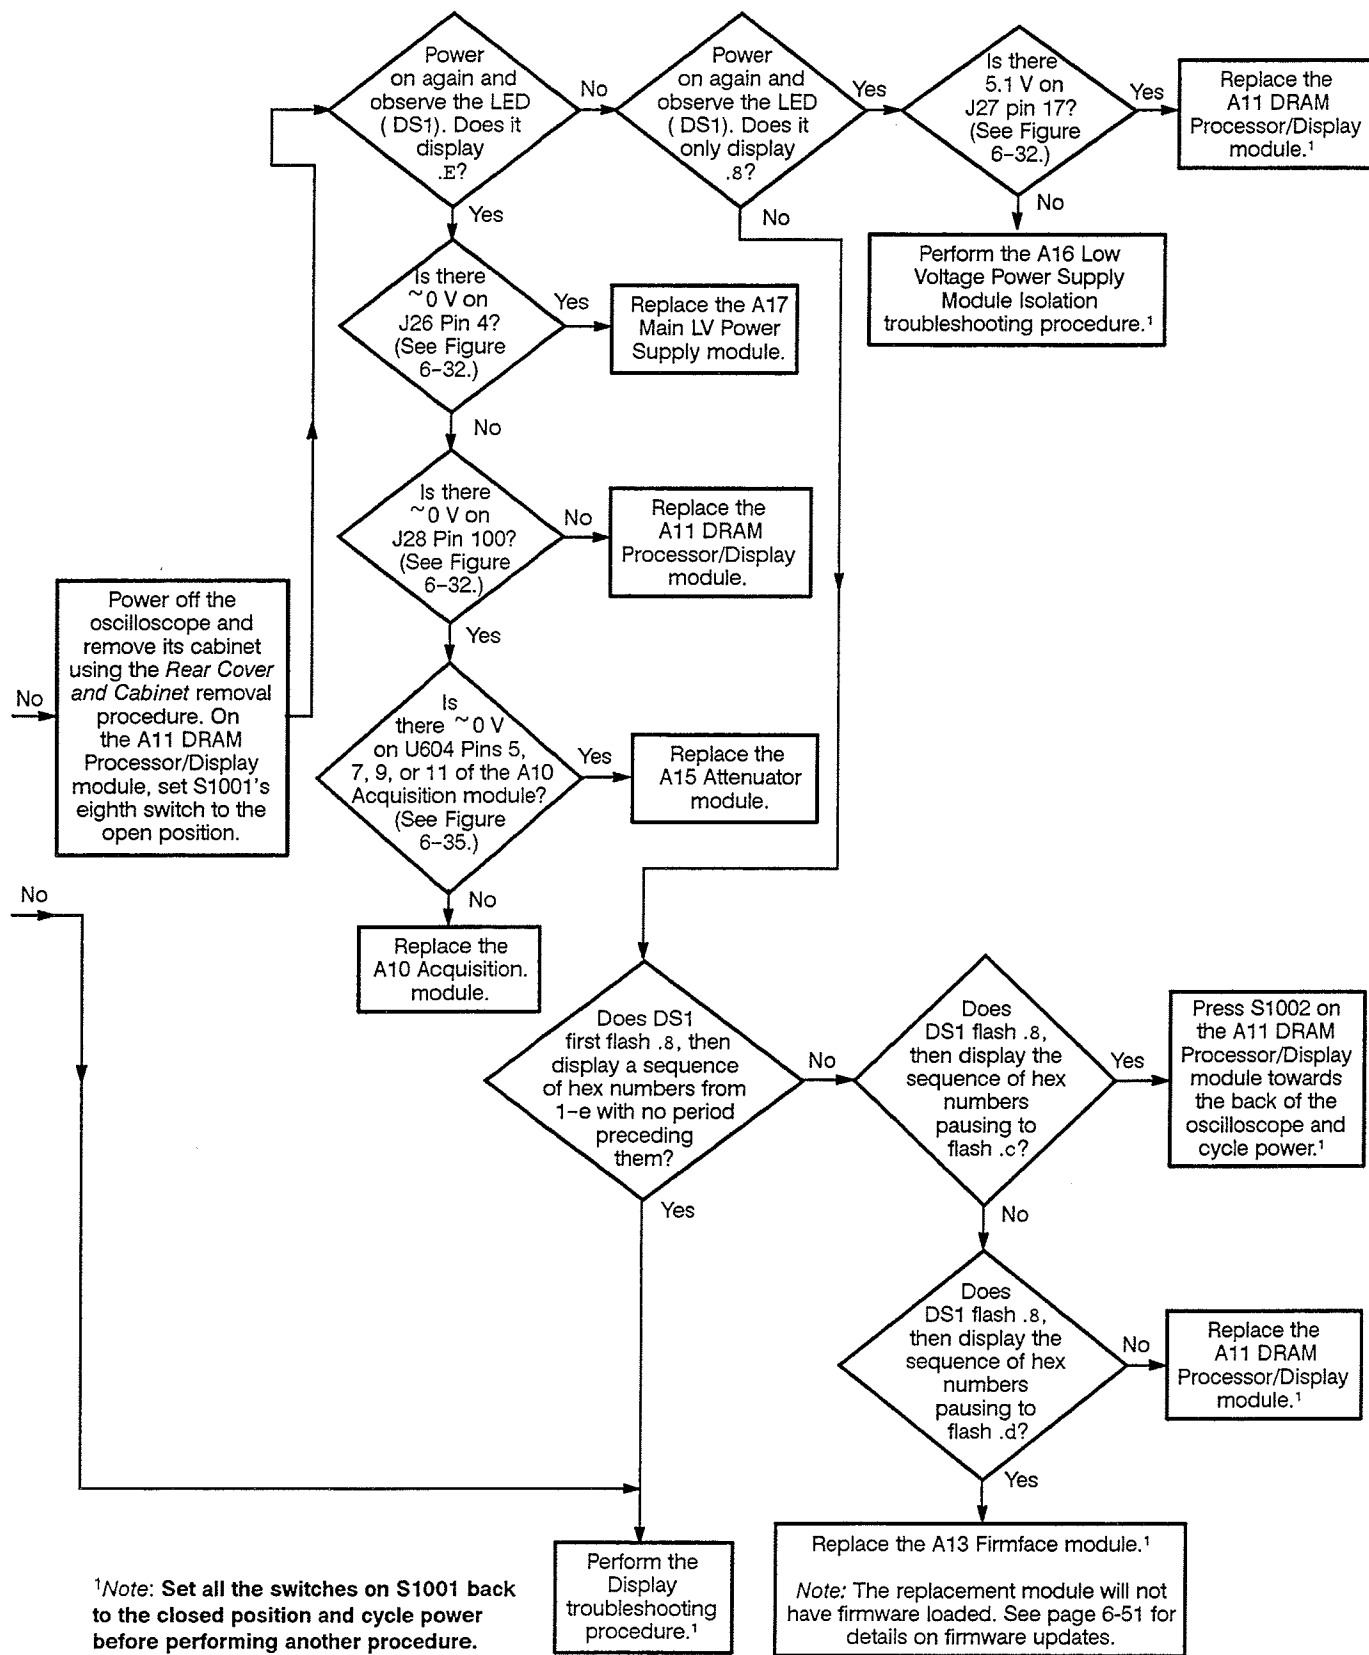 Power
on again and
observe the LED
( DS1). Does it
display
.E?
No
Power
on again and
observe the LED
( DS1). Does it
only display
.8?
Yes
Is there
5.1 V on
J27 pin 17?
(See Figure
6–32.)
Yes
Replace the
A11 DRAM
Processor/Display
module.¹
No
Perform the A16 Low
Voltage Power Supply
Module Isolation
troubleshooting procedure.¹
No
Yes
Is there
~0 V on
J26 Pin 4?
(See Figure
6–32.)
Yes
Replace the A17
Main LV Power
Supply module.
No
Is there
~0 V on
J28 Pin 100?
(See Figure
6–32.)
No
Replace the
A11 DRAM
Processor/Display
module.
Yes
No
Power off the
oscilloscope and
remove its cabinet
using the Rear Cover
and Cabinet removal
procedure. On
the A11 DRAM
Processor/Display
module, set S1001's
eighth switch to the
open position.
Is
there ~0 V
on U604 Pins 5,
7, 9, or 11 of the A10
Acquisition module?
(See Figure
6–35.)
Yes
Replace the
A15 Attenuator
module.
No
Replace the
A10 Acquisition.
module.
No
Does DS1
first flash .8, then
display a sequence
of hex numbers from
1–e with no period
preceding
them?
No
Does
DS1 flash .8,
then display the
sequence of hex
numbers
pausing to
flash .c?
Yes
Press S1002 on
the A11 DRAM
Processor/Display
module towards
the back of the
oscilloscope and
cycle power.¹
Yes
No
Does
DS1 flash .8,
then display the
sequence of hex
numbers
pausing to
flash .d?
No
Replace the
A11 DRAM
Processor/Display
module.¹
Yes
Replace the A13 Firmface module.¹
Note: The replacement module will not
have firmware loaded. See page 6-51 for
details on firmware updates.
Perform the
Display
troubleshooting
procedure.¹
¹Note: Set all the switches on S1001 back
to the closed position and cycle power
before performing another procedure.